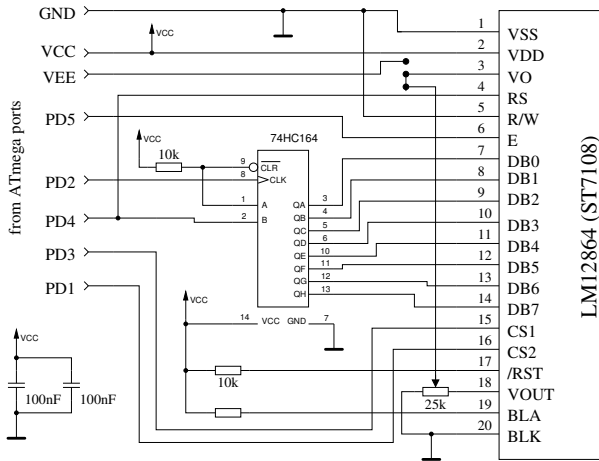 GND
VCC
VEE
PD5
PD2
PD4
PD3
PD1
from ATmega ports
VCC
VCC
10k
74HC164
9 CLR
8 CLK
1 A
2 B
QA 3
QB 4
QC 5
QD 6
QE 10
QF 11
QG 12
QH 13
14 VCC GND 7
VCC
10k
25k
VCC
100nF 100nF
1 VSS
2 VDD
3 VO
4 RS
5 R/W
6 E
7 DB0
8 DB1
9 DB2
10 DB3
11 DB4
12 DB5
13 DB6
14 DB7
15 CS1
16 CS2
17 /RST
18 VOUT
19 BLA
20 BLK
LM12864 (ST7108)